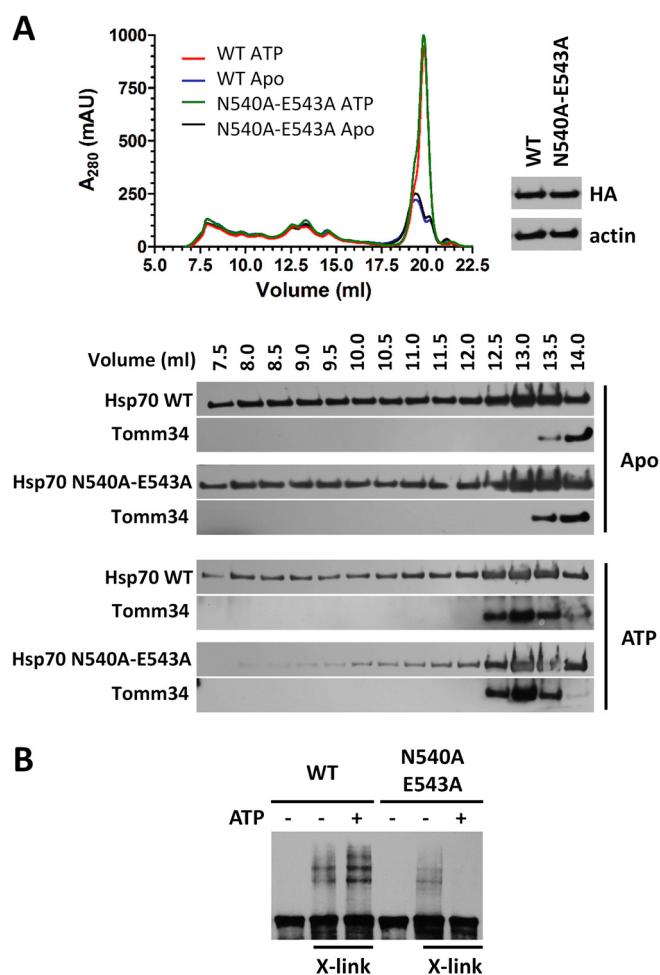 A
1000
750
500
250
0
A280 (mAU)
WT ATP
WT Apo
N540A-E543A ATP
N540A-E543A Apo
5.0 7.5 10.0 12.5 15.0 17.5 20.0 22.5
Volume (ml)
WT
N540A-E543A
HA
actin
Volume (ml) 7.5 8.0 8.5 9.0 9.5 10.0 10.5 11.0 11.5 12.0 12.5 13.0 13.5 14.0
Hsp70 WT
Tomm34
Hsp70 N540A-E543A
Tomm34
Apo
Hsp70 WT
Tomm34
Hsp70 N540A-E543A
Tomm34
ATP
B
WT
N540A
E543A
ATP - - + - - +
X-link X-link